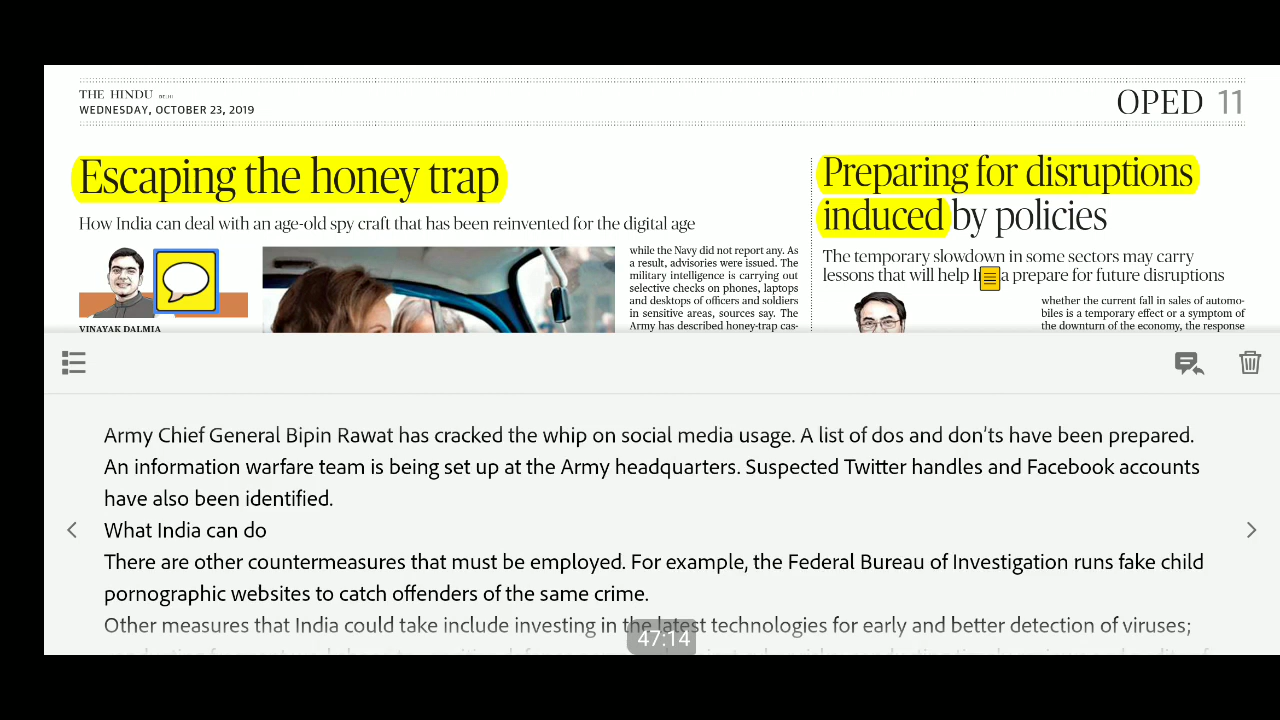 THE HINDU
WEDNESDAY, OCTOBER 23, 2019
OPED 11
Escaping the honey trap
How India can deal with an age-old spy craft that has been reinvented for the digital age
VINAYAK DALMIA
while the Navy did not report any. As
a result, advisories were issued. The
military intelligence is carrying out
selective checks on phones, laptops
and desktops of officers and soldiers
in sensitive areas, sources say. The
Army has described honey-trap cas-
Preparing for disruptions
induced by policies
The temporary slowdown in some sectors may carry
lessons that will help In a prepare for future disruptions
whether the current fall in sales of automo-
biles is a temporary effect or a symptom of
the downturn of the economy, the response
Army Chief General Bipin Rawat has cracked the whip on social media usage. A list of dos and don'ts have been prepared.
An information warfare team is being set up at the Army headquarters. Suspected Twitter handles and Facebook accounts
have also been identified.
What India can do
There are other countermeasures that must be employed. For example, the Federal Bureau of Investigation runs fake child
pornographic websites to catch offenders of the same crime.
Other measures that India could take include investing in the latest technologies for early and better detection of viruses;
47:14